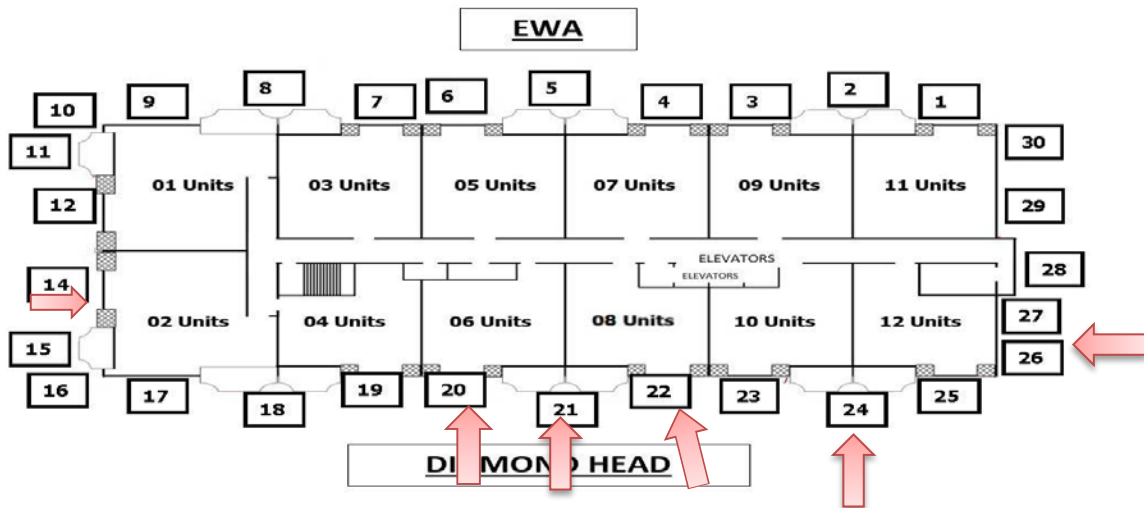 EWA
10 9 8 7 6 5 4 3 2 1
11 30
01 Units 03 Units 05 Units 07 Units 09 Units 11 Units
12 29
ELEVATORS
ELEVATORS
28
14
02 Units 04 Units 06 Units 08 Units 10 Units 12 Units
27
15 26
16 17 18 19 20 21 22 23 24 25
DIAMOND HEAD